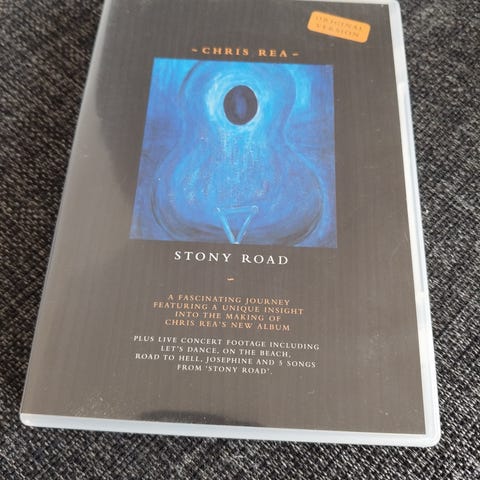 ORIGINAL
VERSION
~CHRIS REA~
STONY ROAD
~
A FASCINATING JOURNEY
FEATURING A UNIQUE INSIGHT
INTO THE MAKING OF
CHRIS REA'S NEW ALBUM
PLUS LIVE CONCERT FOOTAGE INCLUDING
LET'S DANCE, ON THE BEACH,
ROAD TO HELL, JOSEPHINE AND 5 SONGS
FROM 'STONY ROAD'.